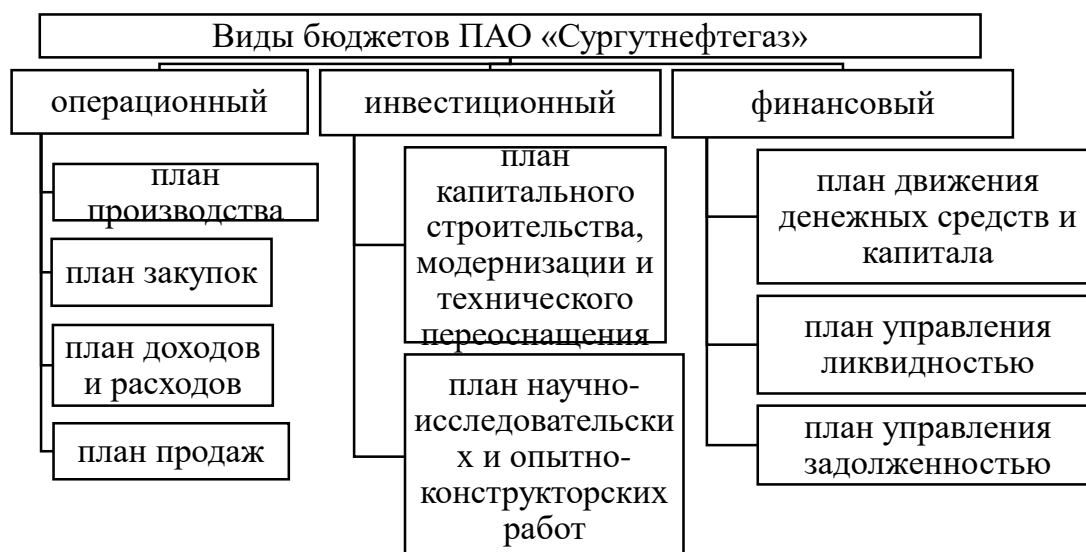 Виды бюджетов ПАО «Сургутнефтегаз»
операционный
план
производства
план закупок
план доходов
и расходов
план продаж
инвестиционный
план
капитального
строительства,
модернизации и
технического
переоснащения
план научно-
исследовательски
х и опытно-
конструкторских
работ
финансовый
план движения
денежных средств и
капитала
план управления
ликвидностью
план управления
задолженностью